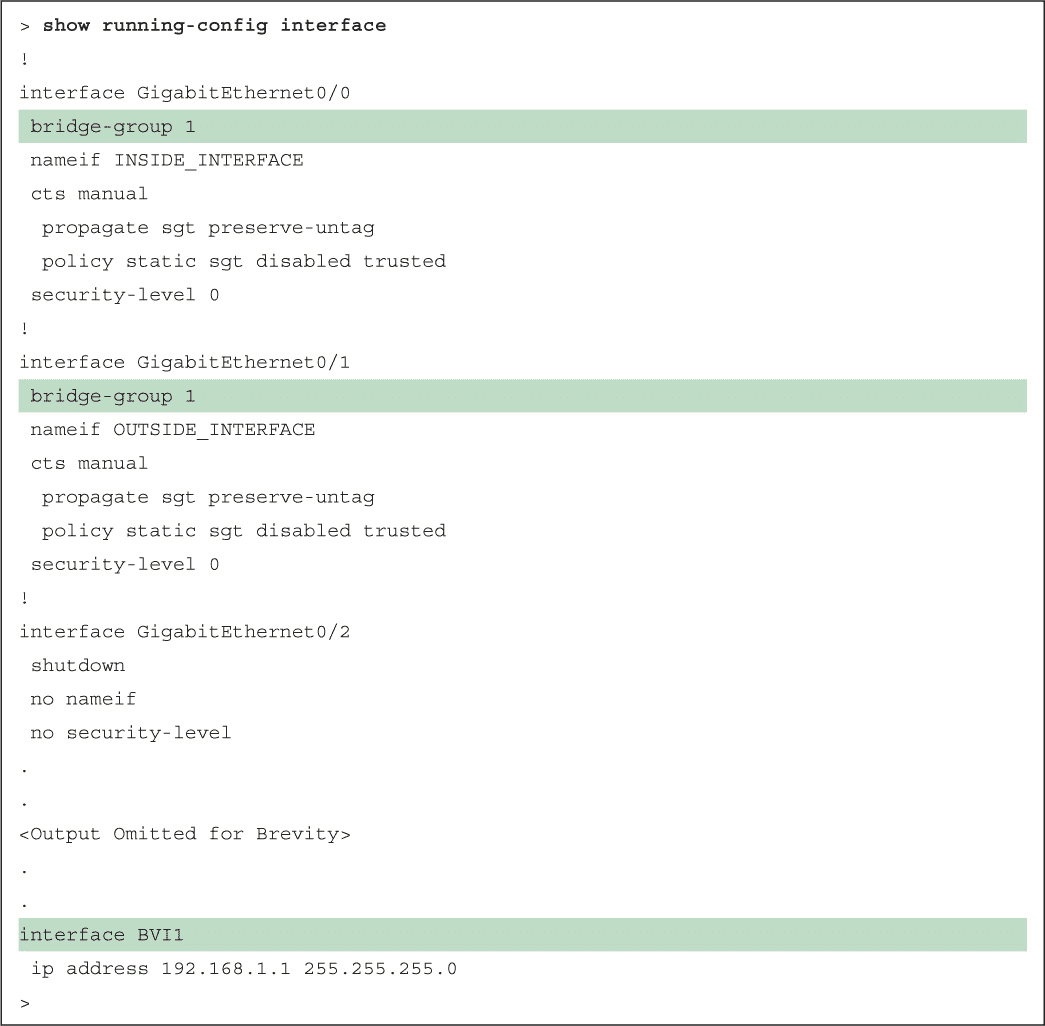 > show running-config interface
!
interface GigabitEthernet0/0
 bridge-group 1
 nameif INSIDE_INTERFACE
 cts manual
  propagate sgt preserve-untag
  policy static sgt disabled trusted
 security-level 0
!
interface GigabitEthernet0/1
 bridge-group 1
 nameif OUTSIDE_INTERFACE
 cts manual
  propagate sgt preserve-untag
  policy static sgt disabled trusted
 security-level 0
!
interface GigabitEthernet0/2
 shutdown
 no nameif
 no security-level
.
.
<Output Omitted for Brevity>
.
.
interface BVI1
 ip address 192.168.1.1 255.255.255.0
>